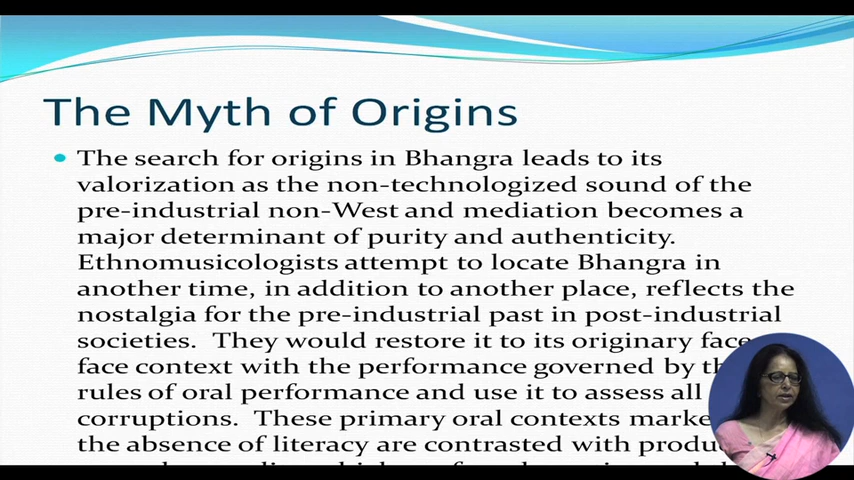 The Myth of Origins
The search for origins in Bhangra leads to its
valorization as the non-technologized sound of the
pre-industrial non-West and mediation becomes a
major determinant of purity and authenticity.
Ethnomusicologists attempt to locate Bhangra in
another time, in addition to another place, reflects the
nostalgia for the pre-industrial past in post-industrial
societies. They would restore it to its originary face
face context with the performance governed by
rules of oral performance and use it to assess all
corruptions. These primary oral contexts
the absence of literacy are contrasted with